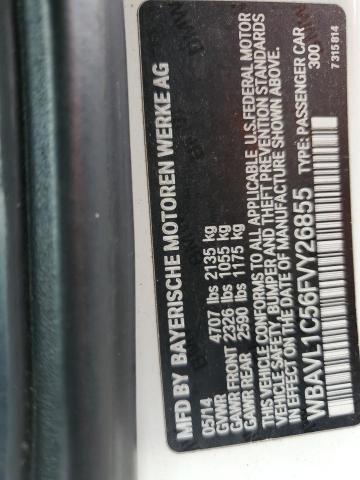 MFD BY BAYERISCHE MOTOREN WERKE AG
05/14
GVWR 4707 lbs 2135 kg
GAWR FRONT 2326 lbs 1055 kg
GAWR REAR 2590 lbs 1175 kg
THIS VEHICLE CONFORMS TO ALL APPLICABLE U.S. FEDERAL MOTOR
VEHICLE SAFETY, BUMPER AND THEFT PREVENTION STANDARDS
IN EFFECT ON THE DATE OF MANUFACTURE SHOWN ABOVE.
WBAVL1C56FVY26855 TYPE: PASSENGER CAR
300
7 315 814